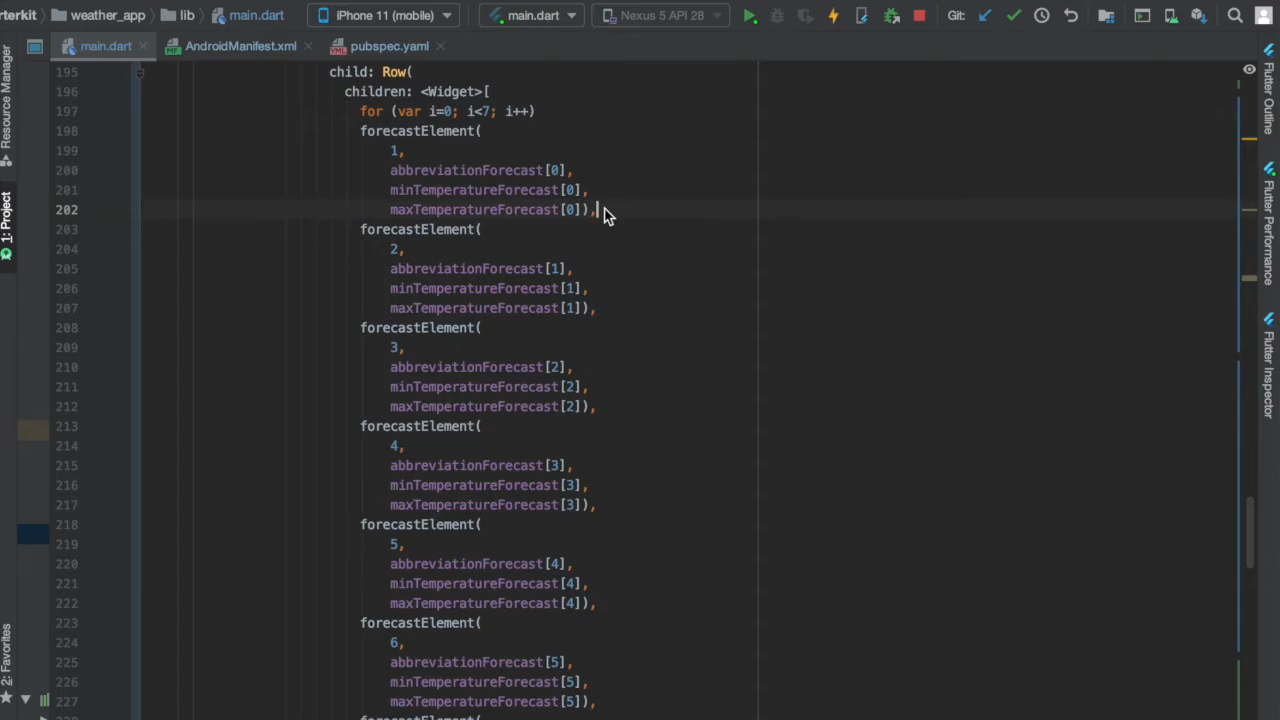 rterkit weather_app lib main.dart iPhone 11 (mobile) main.dart Nexus 5 API 28 Git:
main.dart AndroidManifest.xml pubspec.yaml
195 child: Row(
196 children: <Widget>[
197 for (var i=0; i<7; i++)
198 forecastElement(
199 1,
200 abbreviationForecast[0],
201 minTemperatureForecast[0],
202 maxTemperatureForecast[0]),
203 forecastElement(
204 2,
205 abbreviationForecast[1],
206 minTemperatureForecast[1],
207 maxTemperatureForecast[1]),
208 forecastElement(
209 3,
210 abbreviationForecast[2],
211 minTemperatureForecast[2],
212 maxTemperatureForecast[2]),
213 forecastElement(
214 4,
215 abbreviationForecast[3],
216 minTemperatureForecast[3],
217 maxTemperatureForecast[3]),
218 forecastElement(
219 5,
220 abbreviationForecast[4],
221 minTemperatureForecast[4],
222 maxTemperatureForecast[4]),
223 forecastElement(
224 6,
225 abbreviationForecast[5],
226 minTemperatureForecast[5],
227 maxTemperatureForecast[5]),
forecastElement(
Resource Manager
1: Project
2: Favorites
Flutter Outline
Flutter Performance
Flutter Inspector